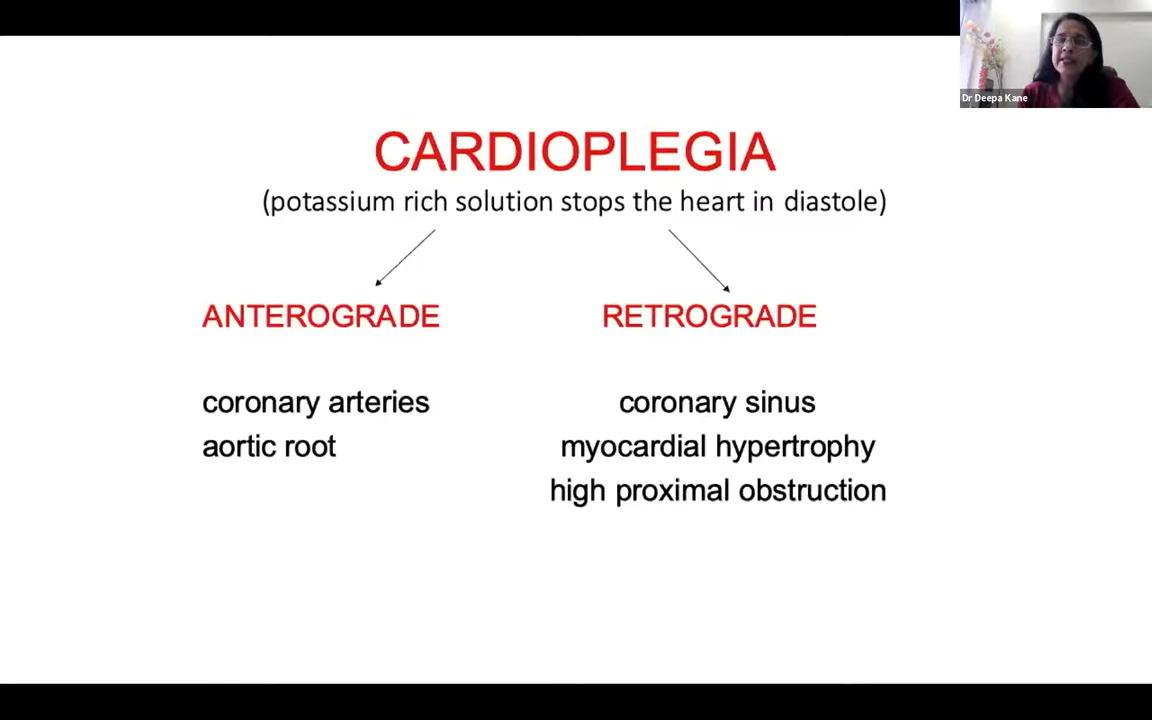 Dr Deepa Kane
CARDIOPLEGIA
(potassium rich solution stops the heart in diastole)
ANTEROGRADE
coronary arteries
aortic root
RETROGRADE
coronary sinus
myocardial hypertrophy
high proximal obstruction